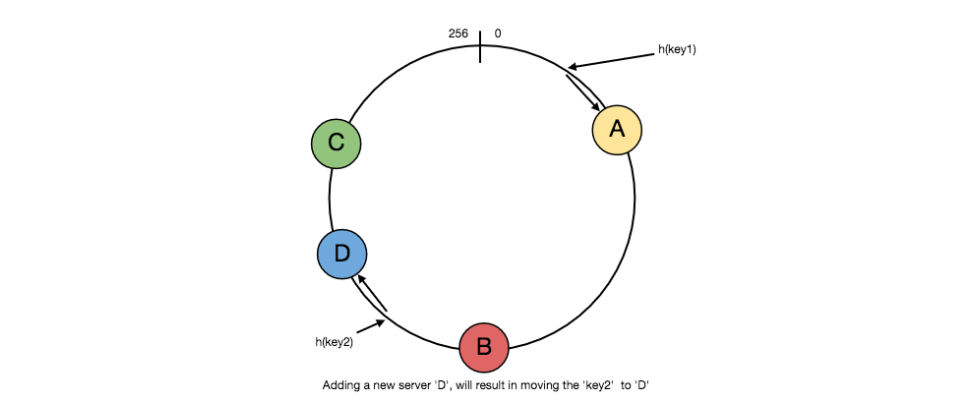 256 0
h(key1)
A
C
D
h(key2)
B
Adding a new server 'D', will result in moving the 'key2' to 'D'